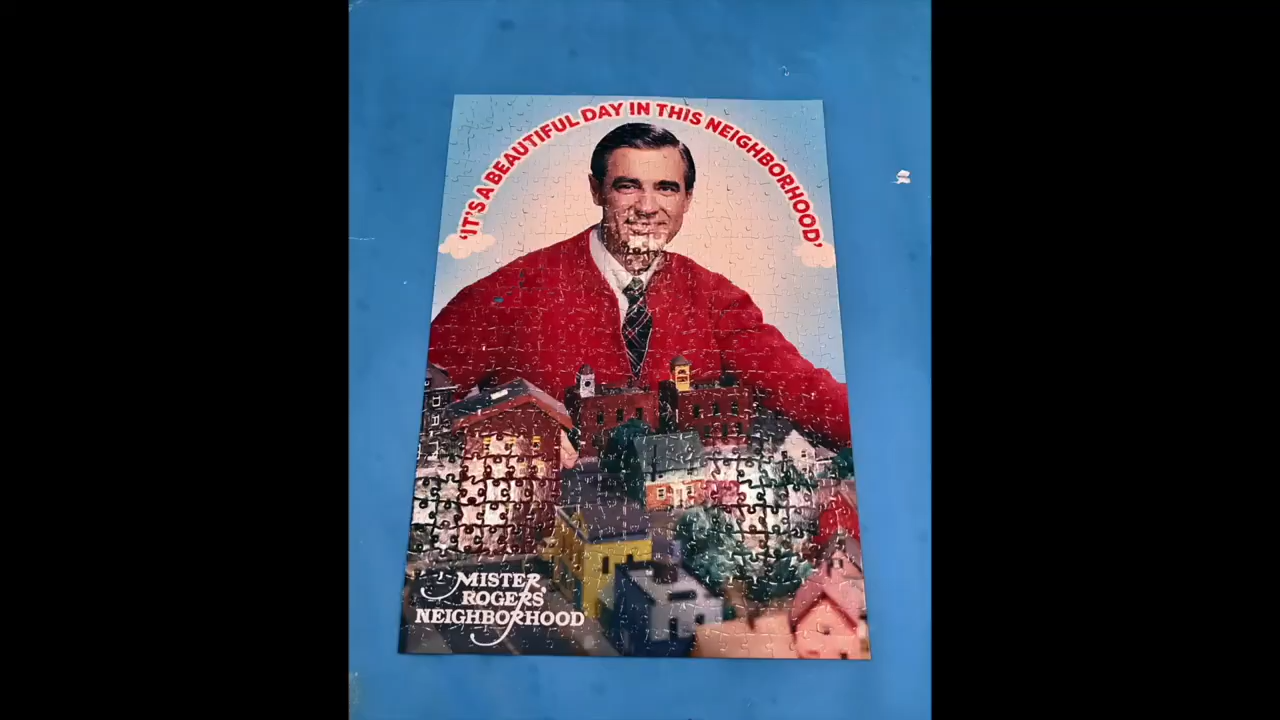 'IT'S A BEAUTIFUL DAY IN THIS NEIGHBORHOOD'
MISTER
ROGERS'
NEIGHBORHOOD